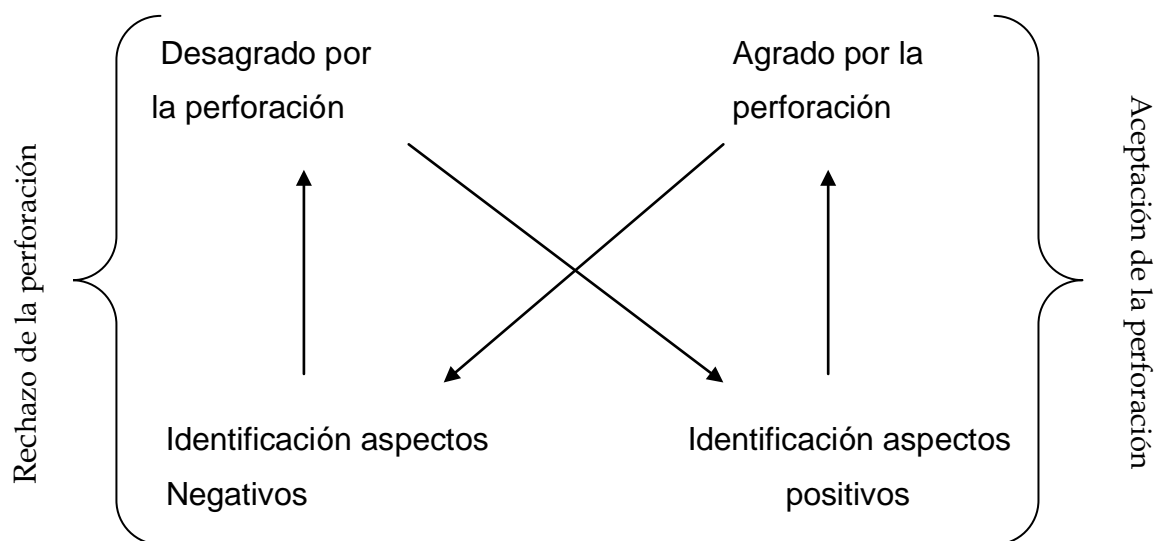 Rechazo de la perforación
Desagrado por
la perforación
Agrado por la
perforación
Identificación aspectos
Negativos
Identificación aspectos
positivos
Aceptación de la perforación